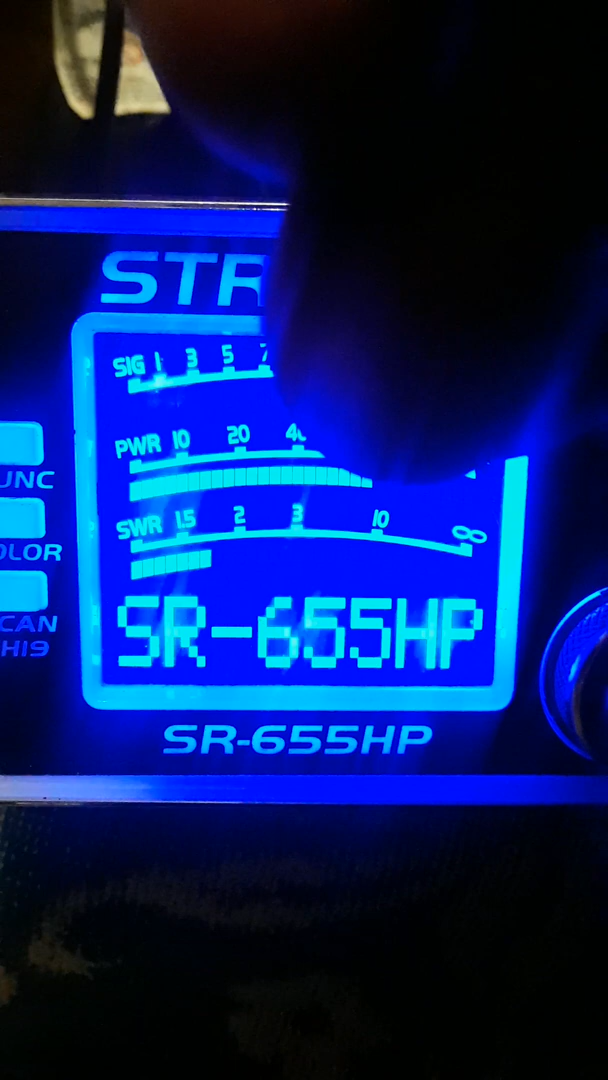 STR
SIG 1 3 5 7
PWR 10 20
SWR 1.5 2 3 10 ∞
UNC
OLOR
CAN
HI9
SR-655HP
SR-655HP